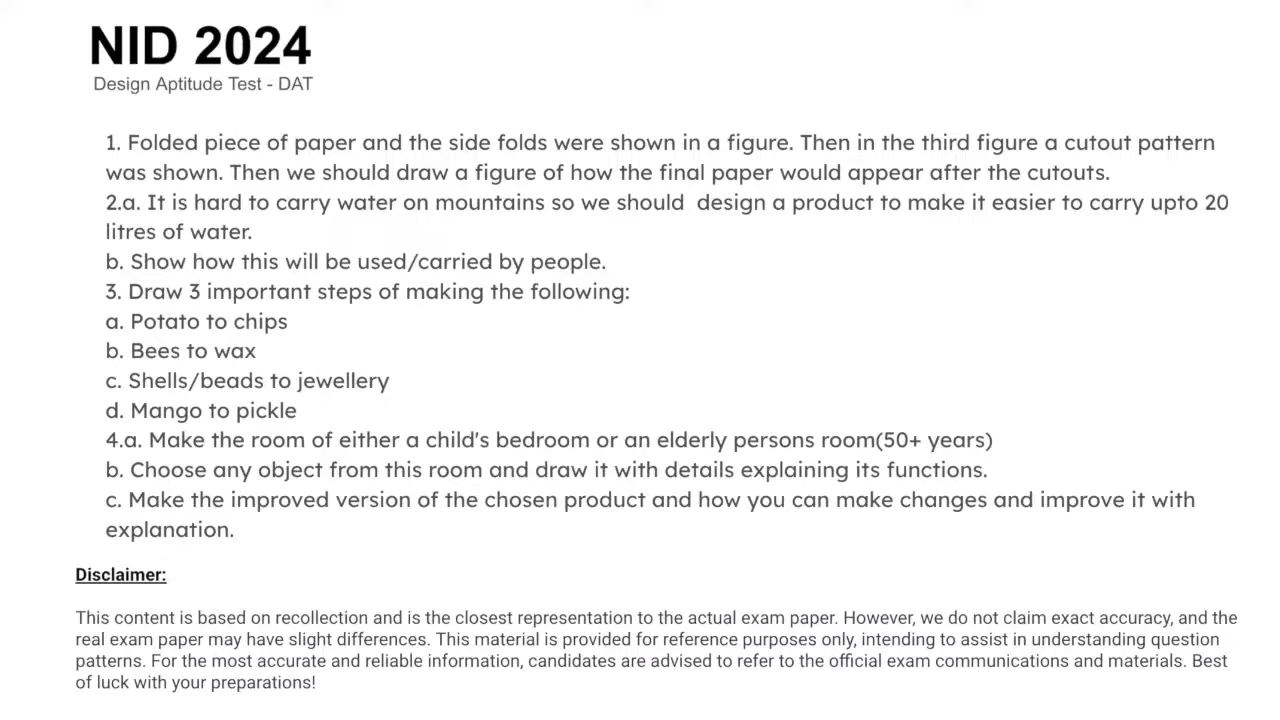 NID 2024
Design Aptitude Test - DAT
1. Folded piece of paper and the side folds were shown in a figure. Then in the third figure a cutout pattern
was shown. Then we should draw a figure of how the final paper would appear after the cutouts.
2.a. It is hard to carry water on mountains so we should design a product to make it easier to carry upto 20
litres of water.
b. Show how this will be used/carried by people.
3. Draw 3 important steps of making the following:
a. Potato to chips
b. Bees to wax
c. Shells/beads to jewellery
d. Mango to pickle
4.a. Make the room of either a child's bedroom or an elderly persons room(50+ years)
b. Choose any object from this room and draw it with details explaining its functions.
c. Make the improved version of the chosen product and how you can make changes and improve it with
explanation.
Disclaimer:
This content is based on recollection and is the closest representation to the actual exam paper. However, we do not claim exact accuracy, and the
real exam paper may have slight differences. This material is provided for reference purposes only, intending to assist in understanding question
patterns. For the most accurate and reliable information, candidates are advised to refer to the official exam communications and materials. Best
of luck with your preparations!